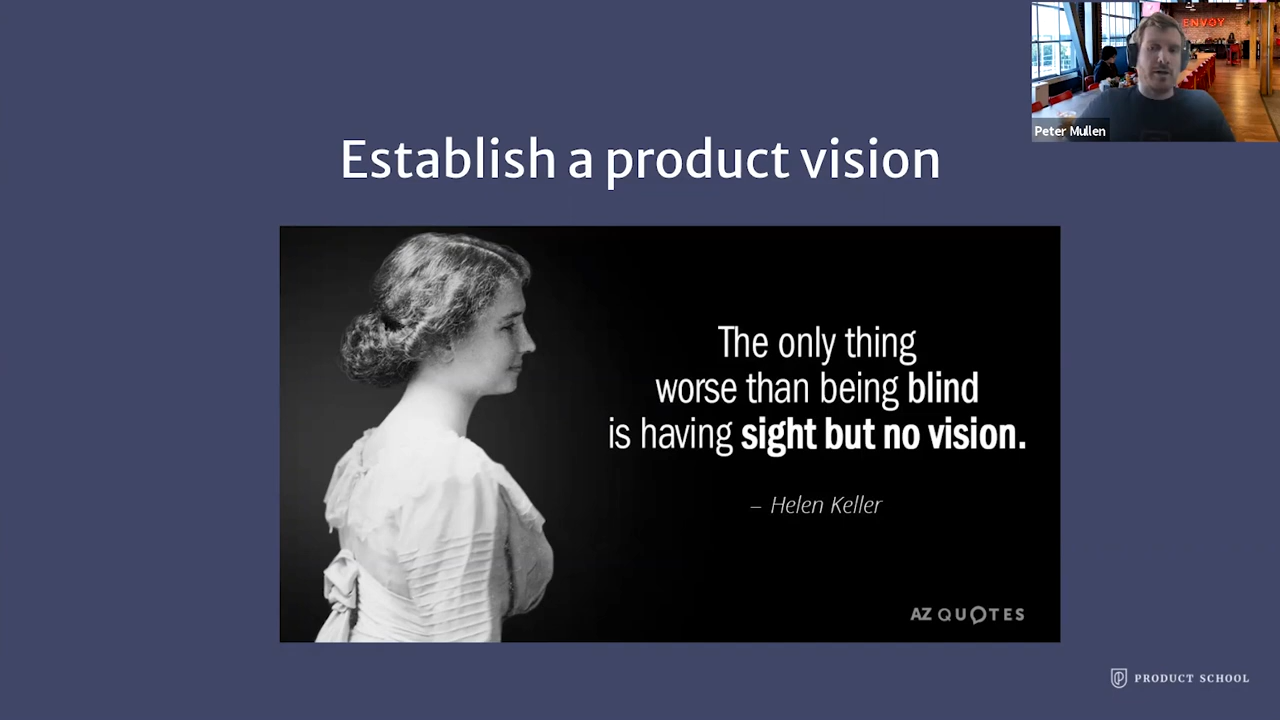 ENVOY
Peter Mullen
Establish a product vision
The only thing
worse than being blind
is having sight but no vision.
– Helen Keller
AZ QUOTES
PRODUCT SCHOOL